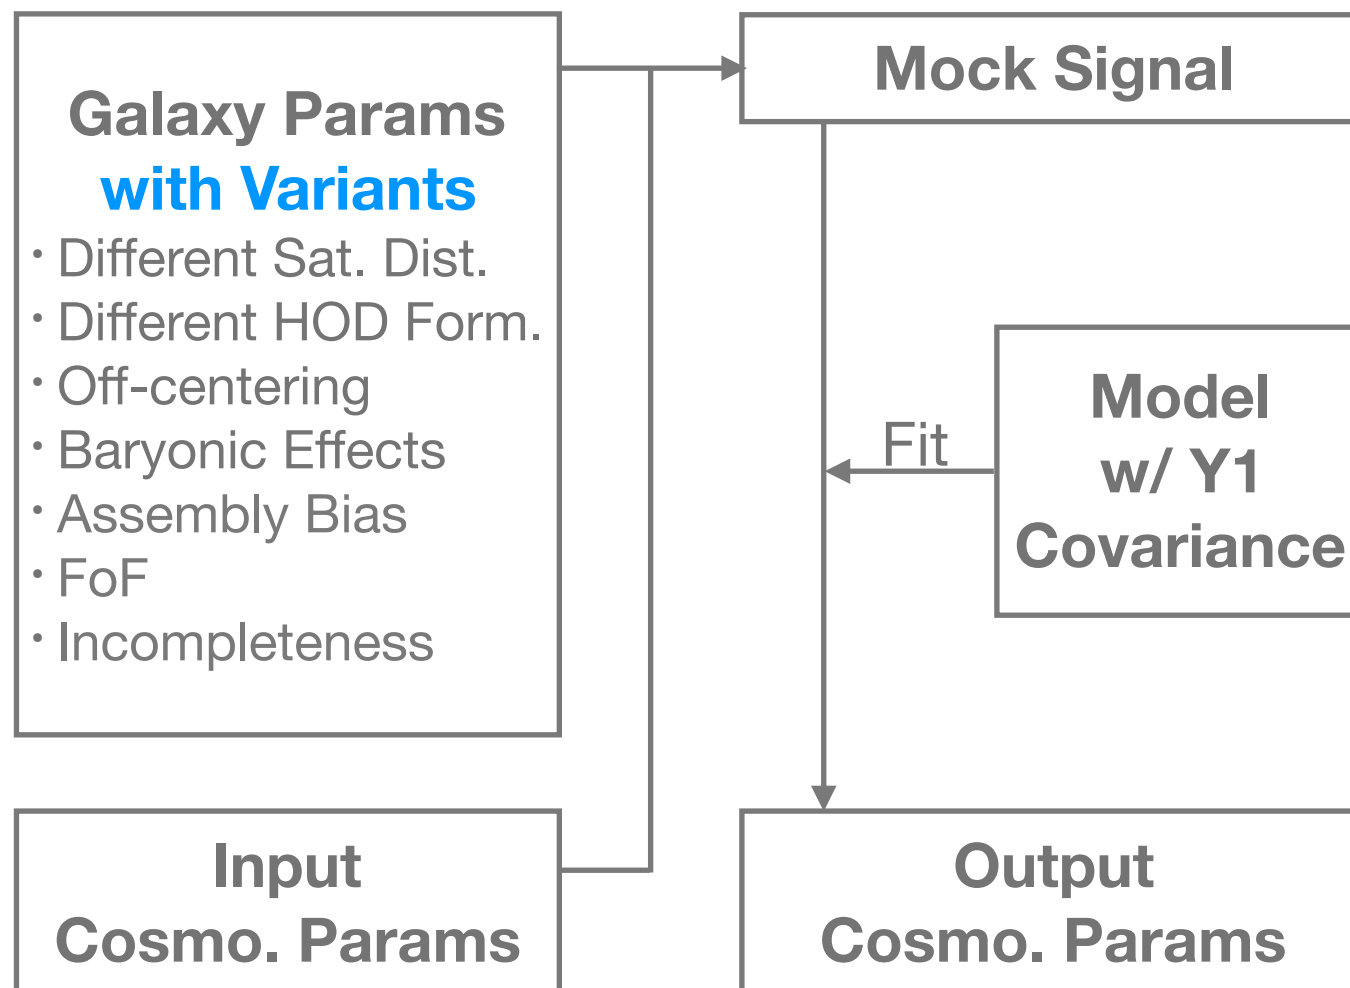 Galaxy Params
with Variants
· Different Sat. Dist.
· Different HOD Form.
· Off-centering
· Baryonic Effects
· Assembly Bias
· FoF
· Incompleteness
Input
Cosmo. Params
Mock Signal
Fit
Model
w/ Y1
Covariance
Output
Cosmo. Params